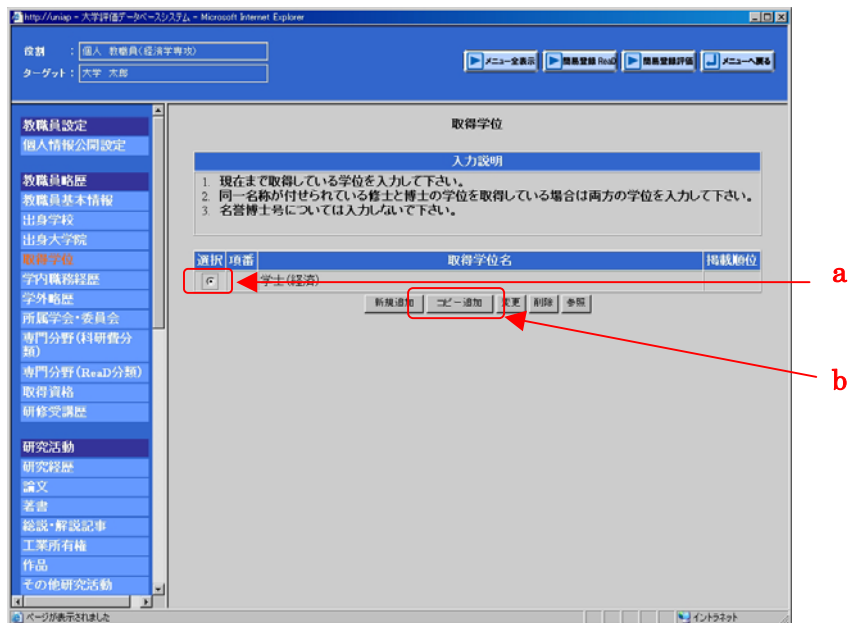 http://uniap - 大学評価データベースシステム - Microsoft Internet Explorer
役割 : 個人 教職員(経済学専攻)
ターゲット: 大学 太郎
メニュー全表示 簡易登録 ReaD 簡易登録評価 メニューへ戻る
教職員設定
個人情報公開設定
教職員略歴
教職員基本情報
出身学校
出身大学院
取得学位
学内職務経歴
学外略歴
所属学会・委員会
専門分野(科研費分類)
専門分野(ReaD分類)
取得資格
研修受講歴
研究活動
研究経歴
論文
著書
総説・解説記事
工業所有権
作品
その他研究活動
取得学位
入力説明
1. 現在まで取得している学位を入力して下さい。
2. 同一名称が付せられている修士と博士の学位を取得している場合は両方の学位を入力して下さい。
3. 名誉博士号については入力しないで下さい。
選択 項番 取得学位名 掲載順位
学士(経済)
新規追加 コピー追加 変更 削除 参照
a
b
ページが表示されました
イントラネット